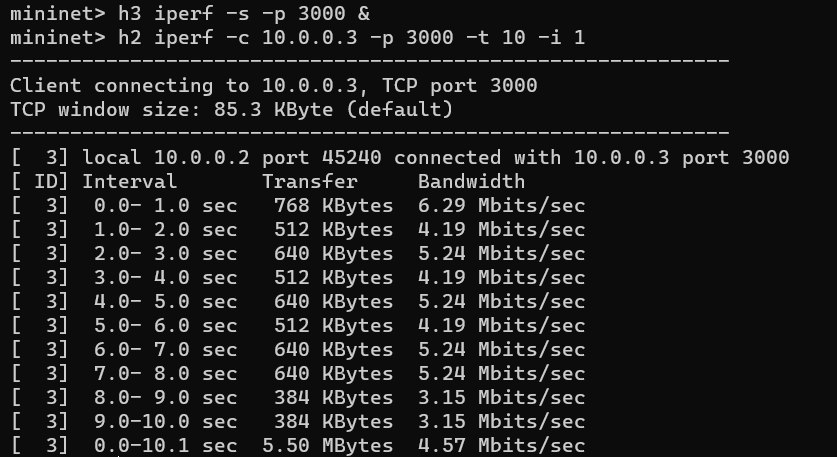 mininet> h3 iperf -s -p 3000 &
mininet> h2 iperf -c 10.0.0.3 -p 3000 -t 10 -i 1
------------------------------------------------------------
Client connecting to 10.0.0.3, TCP port 3000
TCP window size: 85.3 KByte (default)
------------------------------------------------------------
[  3] local 10.0.0.2 port 45240 connected with 10.0.0.3 port 3000
[ ID] Interval       Transfer     Bandwidth
[  3]  0.0- 1.0 sec   768 KBytes  6.29 Mbits/sec
[  3]  1.0- 2.0 sec   512 KBytes  4.19 Mbits/sec
[  3]  2.0- 3.0 sec   640 KBytes  5.24 Mbits/sec
[  3]  3.0- 4.0 sec   512 KBytes  4.19 Mbits/sec
[  3]  4.0- 5.0 sec   640 KBytes  5.24 Mbits/sec
[  3]  5.0- 6.0 sec   512 KBytes  4.19 Mbits/sec
[  3]  6.0- 7.0 sec   640 KBytes  5.24 Mbits/sec
[  3]  7.0- 8.0 sec   640 KBytes  5.24 Mbits/sec
[  3]  8.0- 9.0 sec   384 KBytes  3.15 Mbits/sec
[  3]  9.0-10.0 sec   384 KBytes  3.15 Mbits/sec
[  3]  0.0-10.1 sec  5.50 MBytes  4.57 Mbits/sec